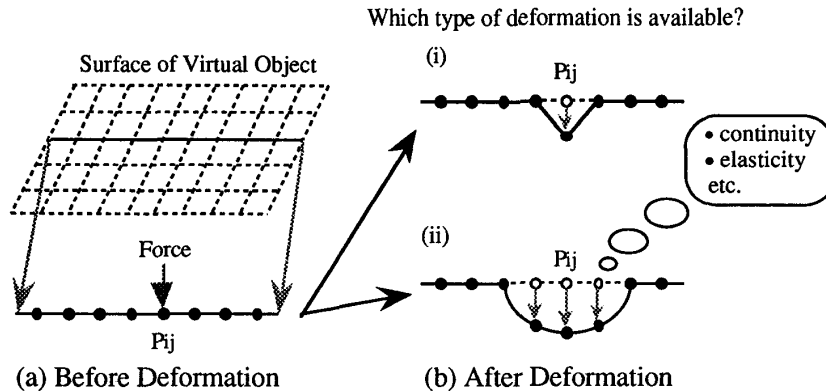 Which type of deformation is available?
Surface of Virtual Object
(i)
Pij
• continuity
• elasticity
etc.
(ii)
Pij
Force
Pij
(a) Before Deformation
(b) After Deformation